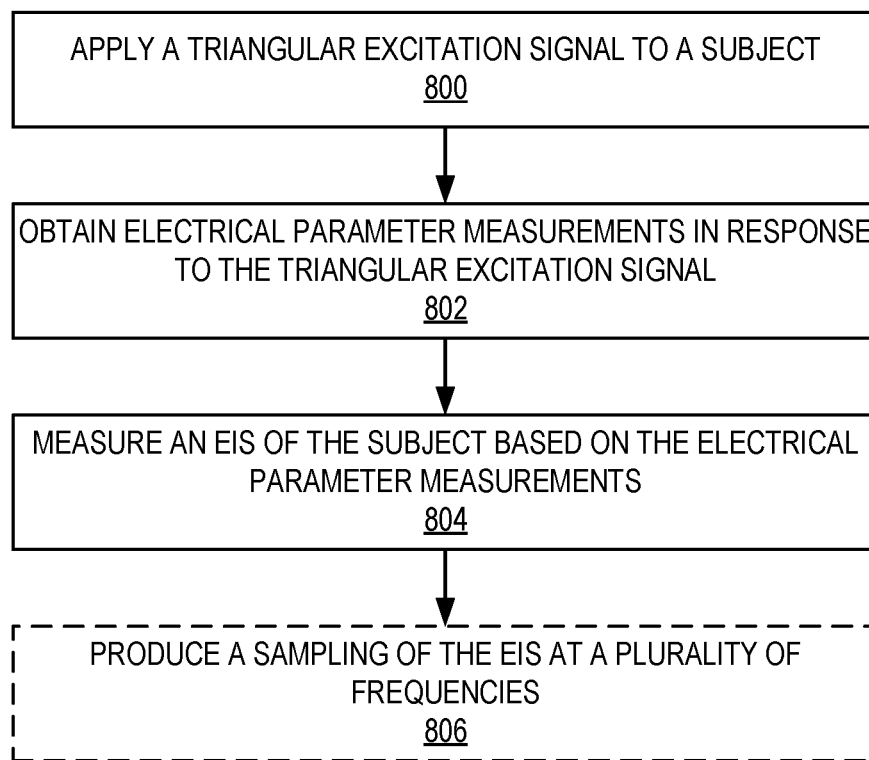 APPLY A TRIANGULAR EXCITATION SIGNAL TO A SUBJECT
800
OBTAIN ELECTRICAL PARAMETER MEASUREMENTS IN RESPONSE
TO THE TRIANGULAR EXCITATION SIGNAL
802
MEASURE AN EIS OF THE SUBJECT BASED ON THE ELECTRICAL
PARAMETER MEASUREMENTS
804
PRODUCE A SAMPLING OF THE EIS AT A PLURALITY OF
FREQUENCIES
806